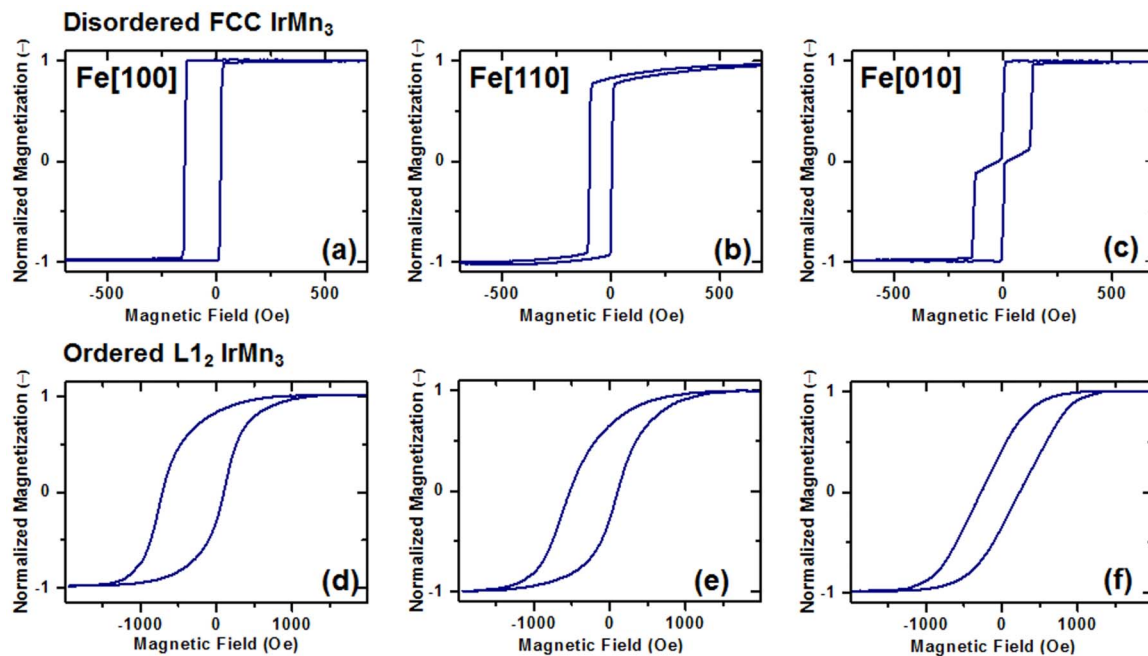 Disordered FCC IrMn₃
Normalized Magnetization (–)
1
0
-1
Fe[100]
(a)
-500 0 500
Magnetic Field (Oe)
Normalized Magnetization (–)
1
0
-1
Fe[110]
(b)
-500 0 500
Magnetic Field (Oe)
Normalized Magnetization (–)
1
0
-1
Fe[010]
(c)
-500 0 500
Magnetic Field (Oe)
Ordered L1₂ IrMn₃
Normalized Magnetization (–)
1
0
-1
(d)
-1000 0 1000
Magnetic Field (Oe)
Normalized Magnetization (–)
1
0
-1
(e)
-1000 0 1000
Magnetic Field (Oe)
Normalized Magnetization (–)
1
0
-1
(f)
-1000 0 1000
Magnetic Field (Oe)